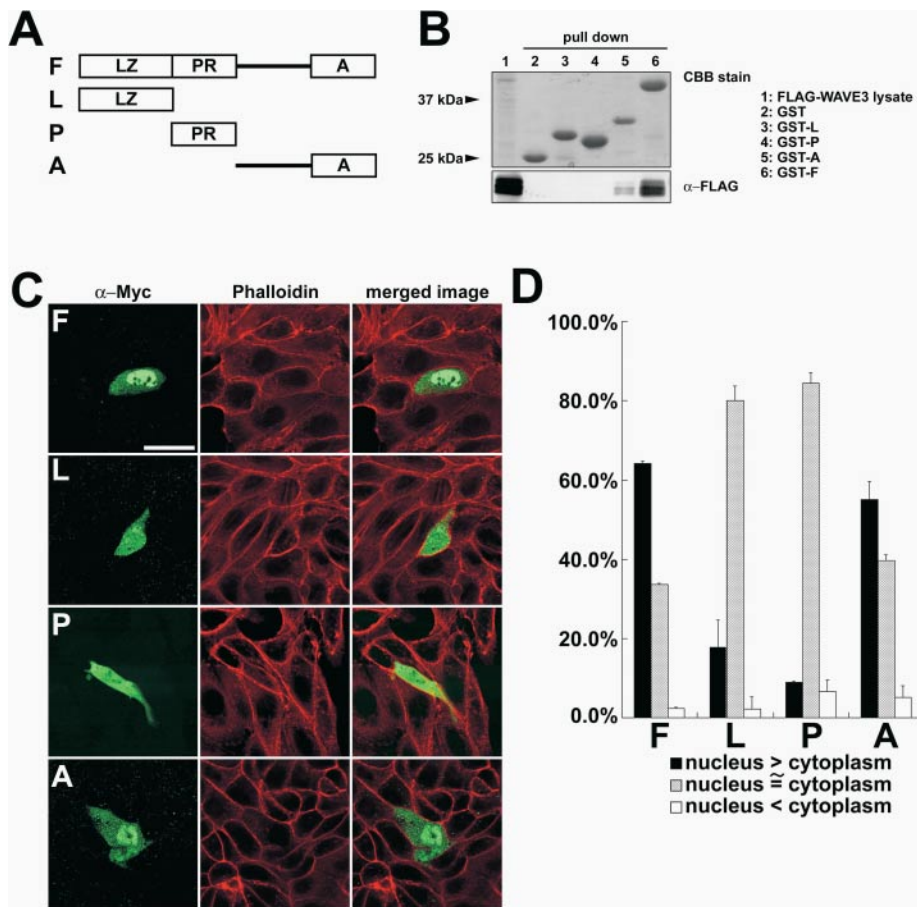 A
F LZ PR A
L LZ
P PR
A A
B
pull down
1 2 3 4 5 6
CBB stain
37 kDa
25 kDa
α–FLAG
1: FLAG-WAVE3 lysate
2: GST
3: GST-L
4: GST-P
5: GST-A
6: GST-F
C
α–Myc Phalloidin merged image
F
L
P
A
D
100.0%
80.0%
60.0%
40.0%
20.0%
0.0%
F L P A
nucleus > cytoplasm
nucleus ≅ cytoplasm
nucleus < cytoplasm